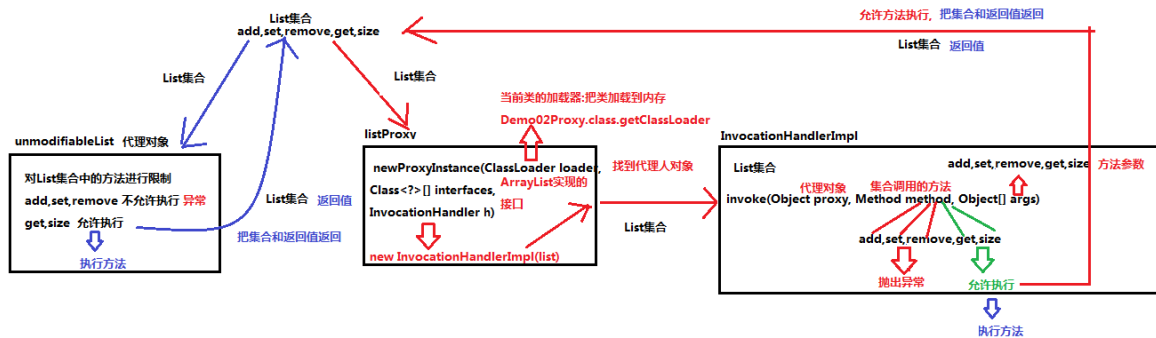 List集合
add,set,remove,get,size
允许方法执行, 把集合和返回值返回
List集合 返回值
List集合
List集合
当前类的加载器:把类加载到内存
Demo02Proxy.class.getClassLoader
unmodifiableList 代理对象
对List集合中的方法进行限制
add,set,remove 不允许执行 异常
get,size 允许执行
执行方法
List集合 返回值
把集合和返回值返回
listProxy
newProxyInstance(ClassLoader loader,
Class<?>[] interfaces,
ArrayList实现的
接口
InvocationHandler h)
new InvocationHandlerImpl(list)
找到代理人对象
List集合
InvocationHandlerImpl
List集合
add,set,remove,get,size 方法参数
代理对象 集合调用的方法
invoke(Object proxy, Method method, Object[] args)
add,set,remove,get,size
抛出异常
允许执行
执行方法